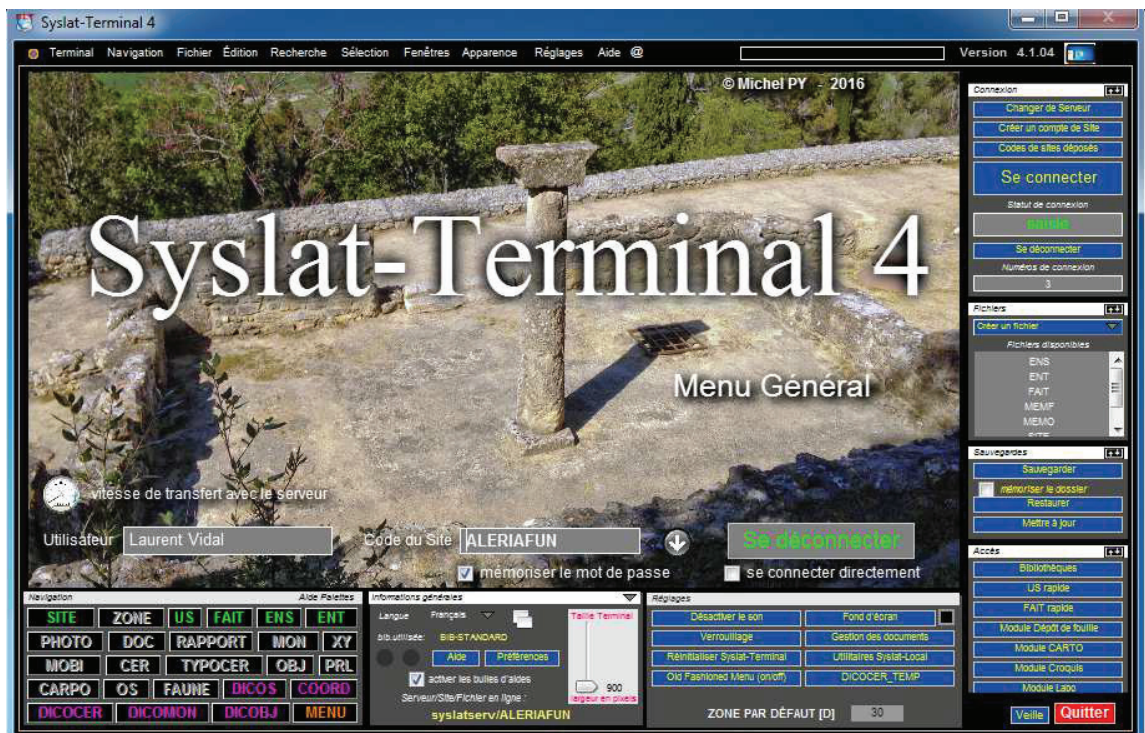 Syslat-Terminal 4
Terminal Navigation Fichier Édition Recherche Sélection Fenêtres Apparence Réglages Aide @
Version 4.1.04
© Michel PY - 2016
Syslat-Terminal 4
Menu Général
vitesse de transfert avec le serveur
Utilisateur Laurent Vidal Code du Site ALERIAFUN Se déconnecter
mémoriser le mot de passe se connecter directement
Connexion
Changer de Serveur
Créer un compte de Site
Codes de sites déposés
Se connecter
Statut de connexion
saisie
Se déconnecter
Numéros de connexion
3
Fichiers
Créer un fichier
Fichiers disponibles
ENS
ENT
FAIT
MEMF
MEMO
SITE
Sauvegardes
Sauvegarder
mémoriser le dossier
Restaurer
Mettre à jour
Accès
Bibliothèques
US rapide
FAIT rapide
Module Dépôt de fouille
Module CARTO
Module Croquis
Module Labo
Veille Quitter
Navigation Aide Palettes
SITE ZONE US FAIT ENS ENT
PHOTO DOC RAPPORT MON XY
MOBI CER TYPOCER OBJ PRL
CARPO OS FAUNE DICOS COORD
DICOCER DICOMON DICOBJ MENU
Informations générales
Langue Français
bib.utilisée: BIB-STANDARD
Aide Préférences
activer les bulles d'aides
Serveur/Site/Fichier en ligne :
syslatserv/ALERIAFUN
Taille Terminal
900
largeur en pixels
Réglages
Désactiver le son Fond d'écran
Verrouillage Gestion des documents
Réinitialiser Syslat-Terminal Utilitaires Syslat-Local
Old Fashioned Menu (on/off) DICOCER_TEMP
ZONE PAR DÉFAUT [D] 30